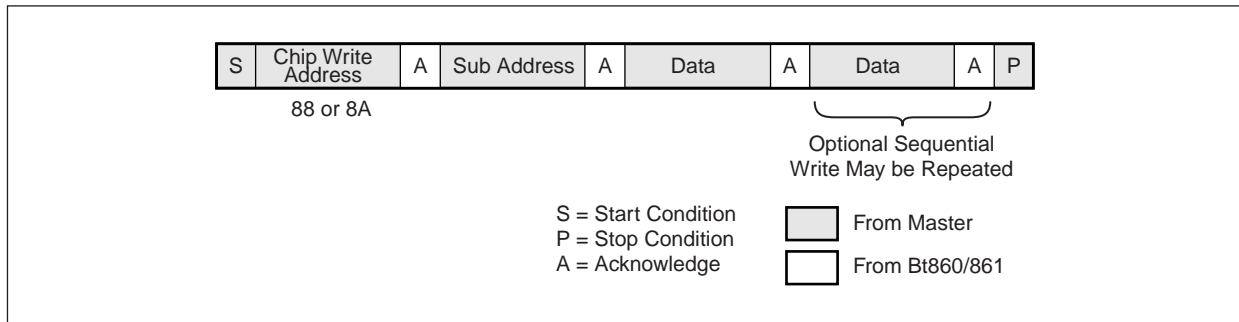 S Chip Write Address A Sub Address A Data A Data A P
88 or 8A
Optional Sequential
Write May be Repeated
S = Start Condition
P = Stop Condition
A = Acknowledge
From Master
From Bt860/861